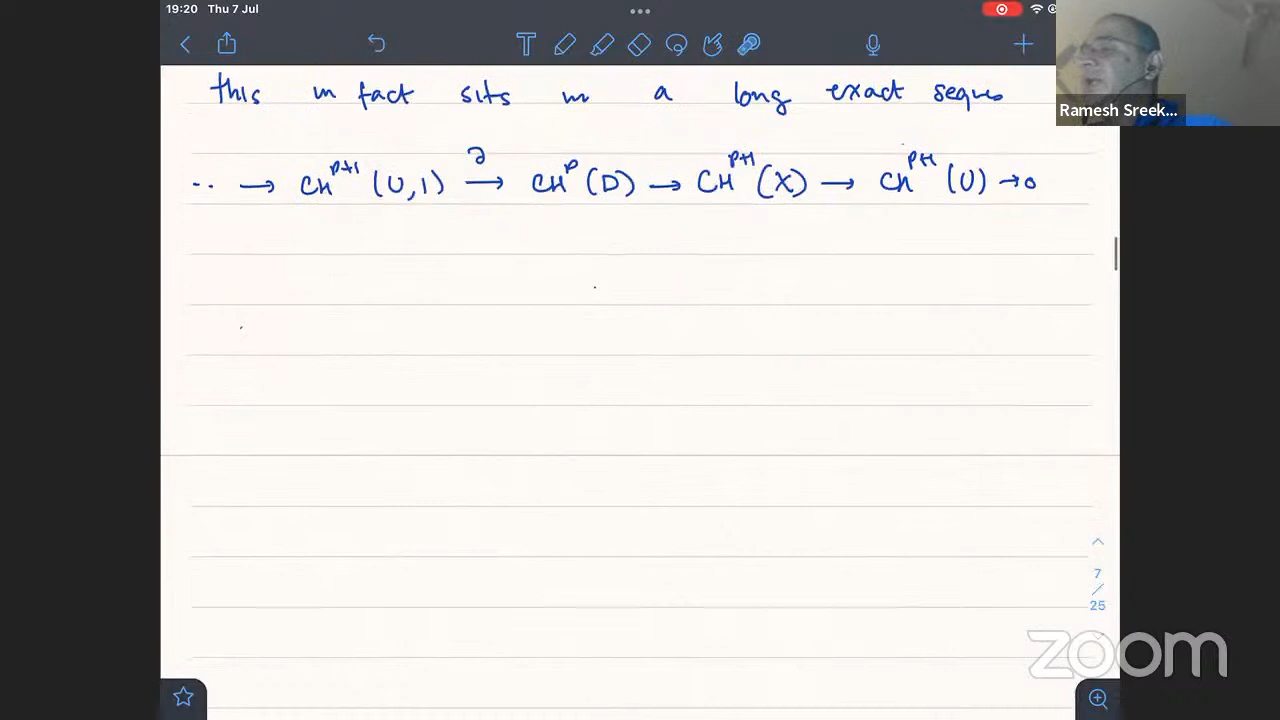 19:20 Thu 7 Jul
this in fact sits in a long exact seque
·· → CH^{p+1} (U,1) →^{∂} CH^{p} (D) → CH^{p+1} (X) → CH^{p+1} (U) → 0
Ramesh Sreek...
7
/
25
zoom